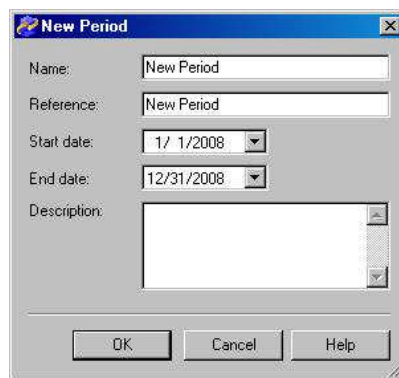 New Period
Name: New Period
Reference: New Period
Start date: 1/ 1/2008
End date: 12/31/2008
Description:
OK Cancel Help